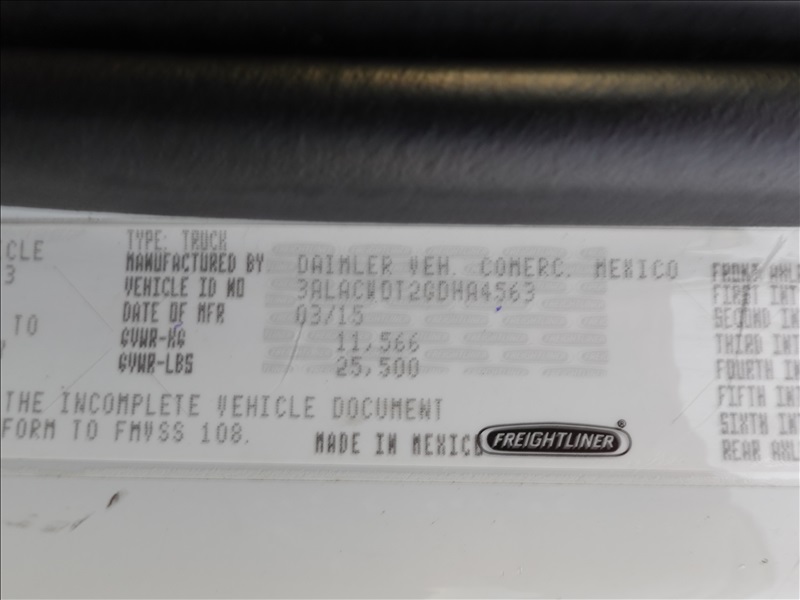 CLE
3
TO
TYPE: TRUCK
MANUFACTURED BY DAIMLER VEH. COMERC. MEXICO
VEHICLE ID NO 3ALACWDT2GDHA4563
DATE OF MFR 03/15
GVWR-KG 11,566
GVWR-LBS 25,500
THE INCOMPLETE VEHICLE DOCUMENT
FORM TO FMVSS 108.
MADE IN MEXICO
FREIGHTLINER®
FRONT AXLE
FIRST INT
SECOND IN
THIRD INT
FOURTH IN
FIFTH INT
SIXTH INT
REAR AXL